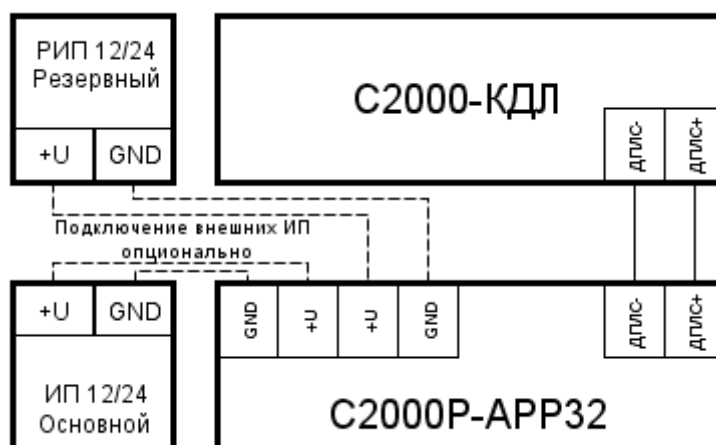 РИП 12/24
Резервный
+U
GND
С2000-КДЛ
ДПЛС-
ДПЛС+
Подключение внешних ИП
опционально
+U
GND
ИП 12/24
Основной
GND
+U
+U
GND
ДПЛС-
ДПЛС+
С2000Р-АРР32